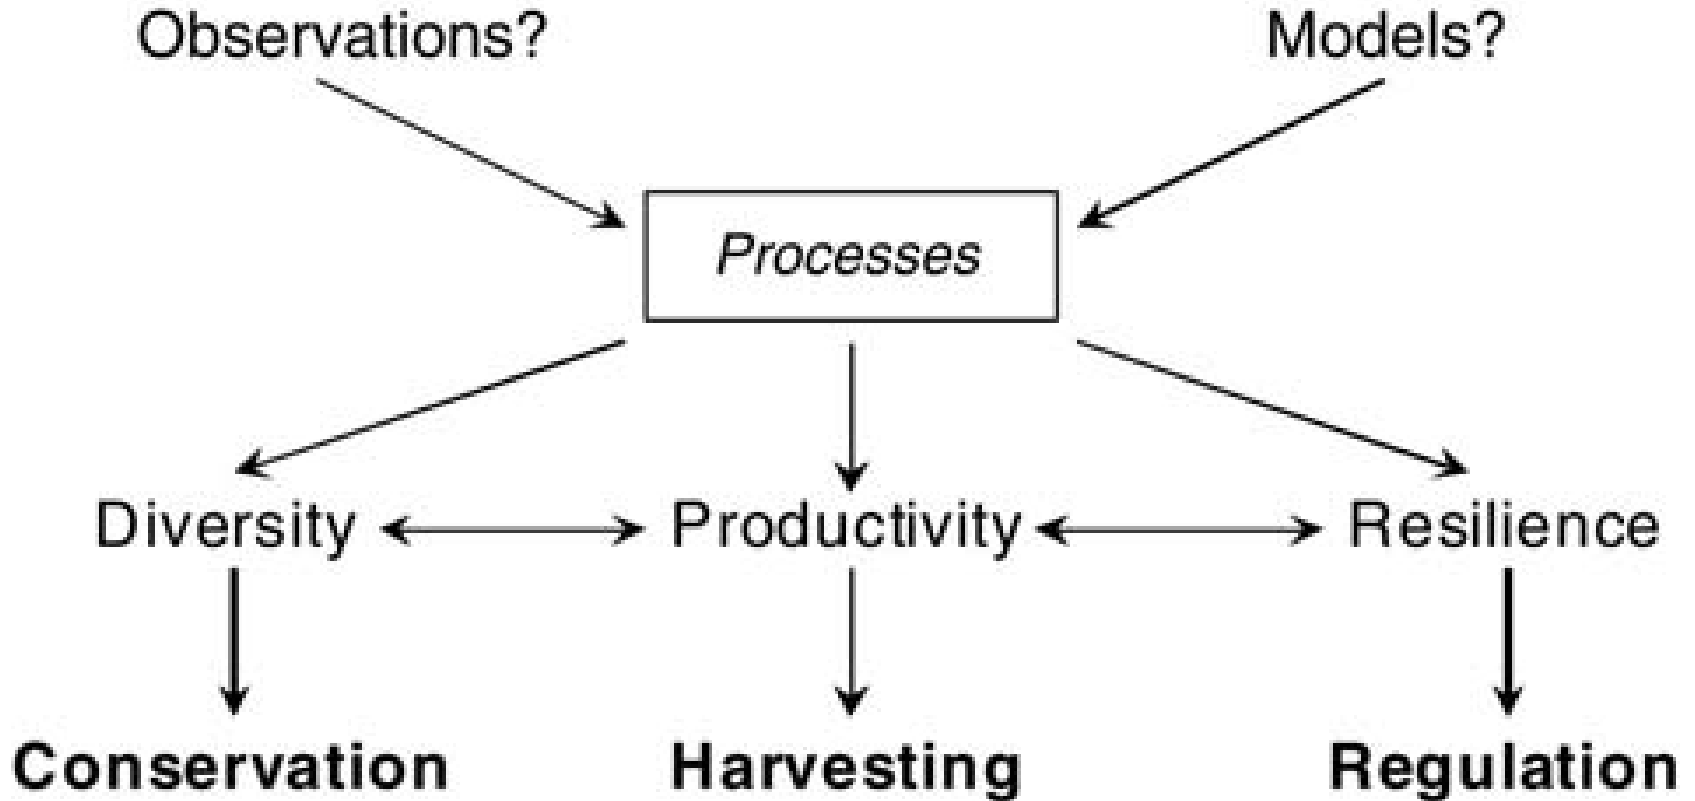 Observations?
Models?
Processes
Diversity
Productivity
Resilience
Conservation
Harvesting
Regulation